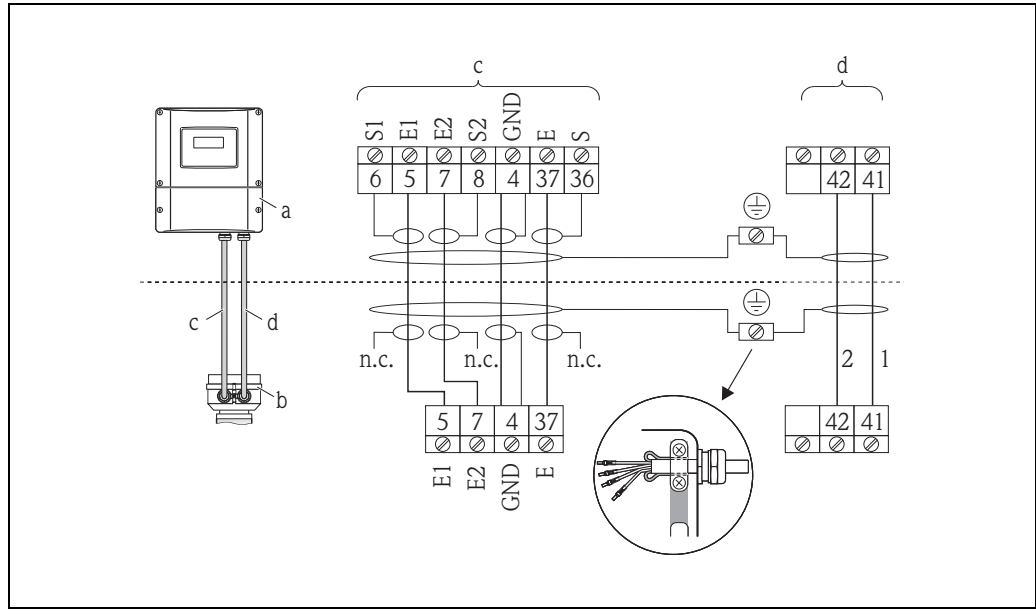 c
d
S1 E1 E2 S2 GND E S
6 5 7 8 4 37 36
42 41
a
c
d
n.c. n.c. n.c.
2 1
b
5 7 4 37
42 41
E1 E2 GND E